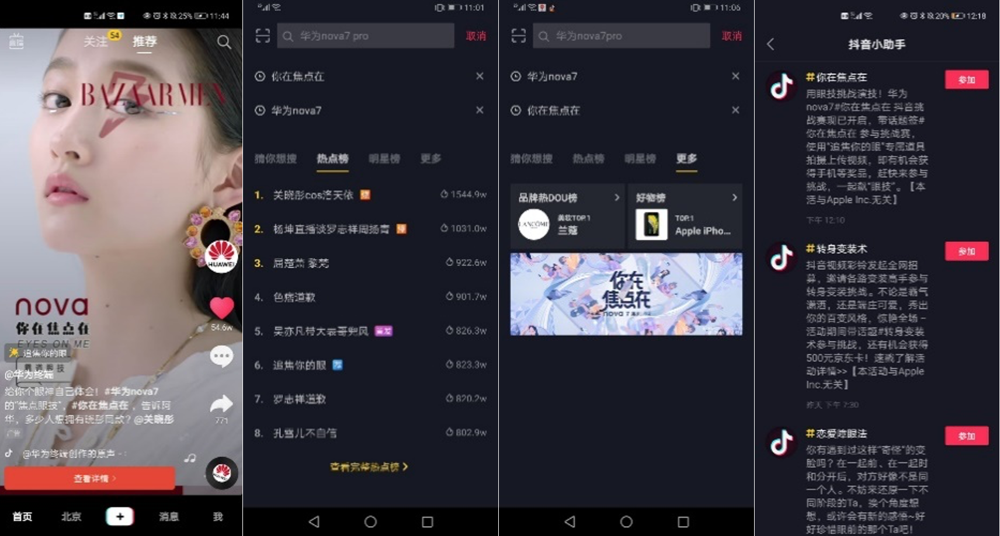 25% 11:44
直播
关注 54
推荐
BAZAAR MEN
HUAWEI
nova
你在焦点在
EYES ON ME
追焦你的眼
54.6w
@华为终端
给你个眼神自己体会！#华为nova7
的“焦点眼技”，#你在焦点在，告诉阿
华，多少人想拥有晓彤同款？@关晓彤
771
广告
@华为终端创作的原声
查看详情 >
首页
北京
+
消息
我
11:01
华为nova7 pro
取消
你在焦点在 ×
华为nova7 ×
猜你想搜
热点榜
明星榜
更多
1. 关晓彤cos洛天依 1544.9w
2. 杨坤直播谈罗志祥周扬青 1031.0w
3. 屈楚萧 黎梵 922.6w
4. 色痞道歉 901.7w
5. 吴亦凡带大表哥兜风 首发 826.3w
6. 追焦你的眼 荐 823.3w
7. 罗志祥道歉 820.2w
8. 孔雪儿不自信 802.9w
查看完整热点榜 >
11:06
华为nova7pro
取消
华为nova7 ×
你在焦点在 ×
猜你想搜
热点榜
明星榜
更多
品牌热DOU榜 >
LANCÔME
美妆TOP.1
兰蔻
好物榜 >
TOP.1
Apple iPho...
你在
焦点在
20% 12:18
抖音小助手
#你在焦点在
参加
用眼技挑战演技！华为
nova7#你在焦点在 抖音挑
战赛现已开启，带话题签#
你在焦点在 参与挑战赛，
使用“追焦你的眼”专属道具
拍摄上传视频，即有机会获
得手机等奖品，赶快来参与
挑战，一起飙“眼技”。【本
活与Apple Inc.无关】
下午 12:10
#转身变装术
参加
抖音视频彩铃发起全网招
募，邀请各路变装高手参与
转身变装挑战。不论是霸气
潇洒，还是端庄可爱，秀出
你的百变风格，惊艳全场~
活动期间带话题#转身变装
术参与挑战，还有机会获得
500元京东卡！速戳了解活
动详情>>【本活动与Apple
Inc.无关】
昨天 下午 7:30
#恋爱障眼法
参加
你有遇到过这样“奇怪”的变
脸吗？在一起前、在一起时
和分开后，对方好像不是同
一个人。不妨来还原一下不
同阶段的Ta，换个角度想
想，或许会有新的感悟~好
好珍惜眼前的那个Ta吧！